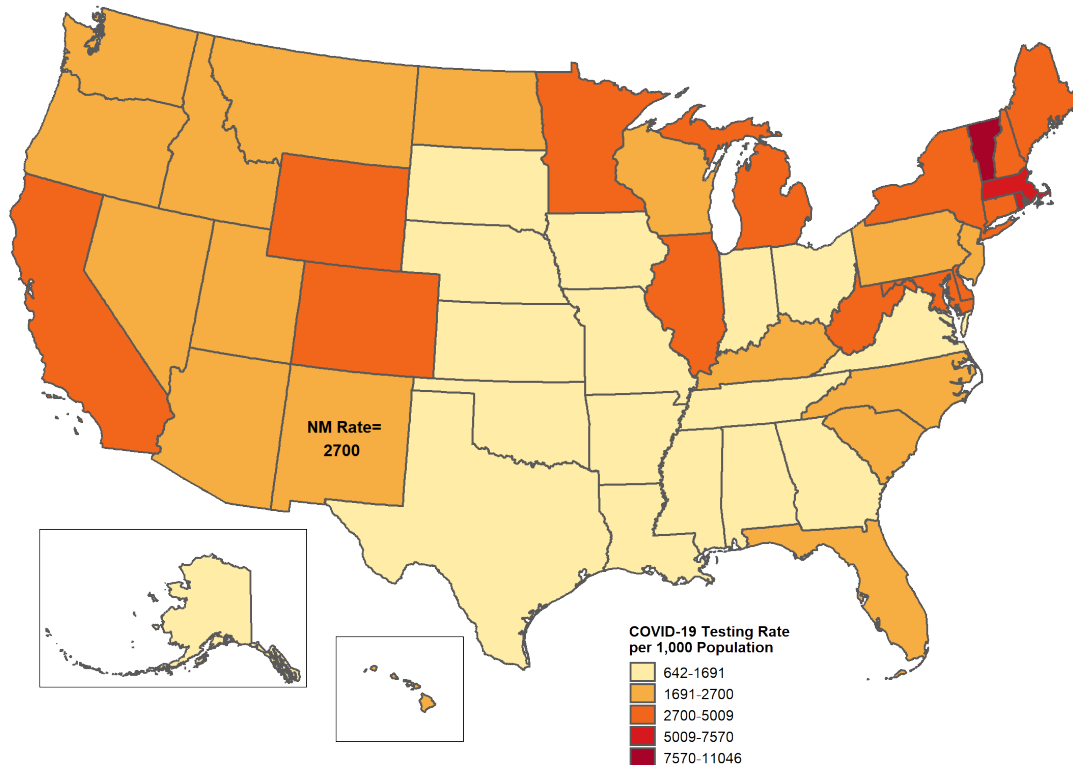 NM Rate=
2700
COVID-19 Testing Rate
per 1,000 Population
642-1691
1691-2700
2700-5009
5009-7570
7570-11046